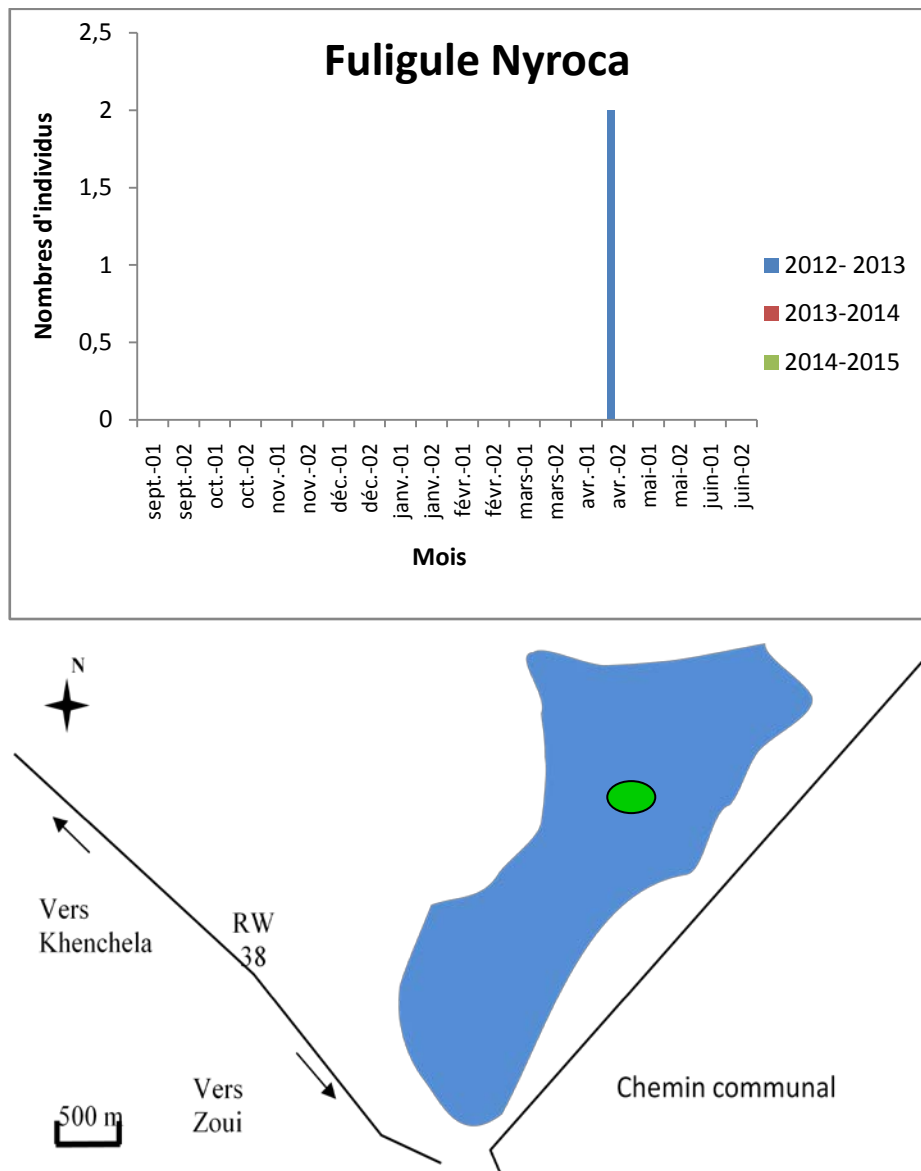 Fuligule Nyroca
Nombres d'individus
2,5
2
1,5
1
0,5
0
sept.-01
sept.-02
oct.-01
oct.-02
nov.-01
nov.-02
déc.-01
déc.-02
janv.-01
janv.-02
févr.-01
févr.-02
mars-01
mars-02
avr.-01
avr.-02
mai-01
mai-02
juin-01
juin-02
Mois
2012- 2013
2013-2014
2014-2015
N
Vers
Khenchela
RW
38
Vers
Zoui
500 m
Chemin communal